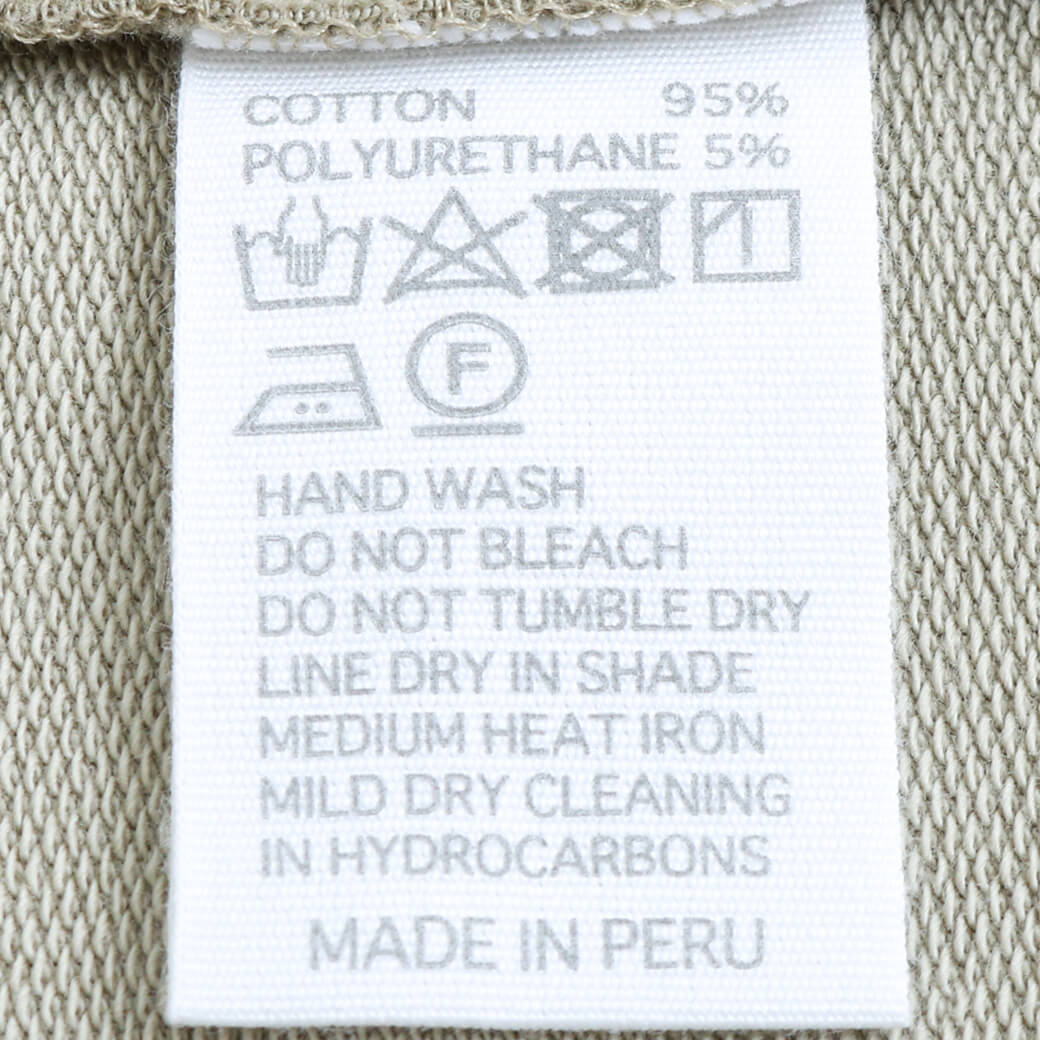 COTTON 95%
POLYURETHANE 5%
F
HAND WASH
DO NOT BLEACH
DO NOT TUMBLE DRY
LINE DRY IN SHADE
MEDIUM HEAT IRON
MILD DRY CLEANING
IN HYDROCARBONS
MADE IN PERU